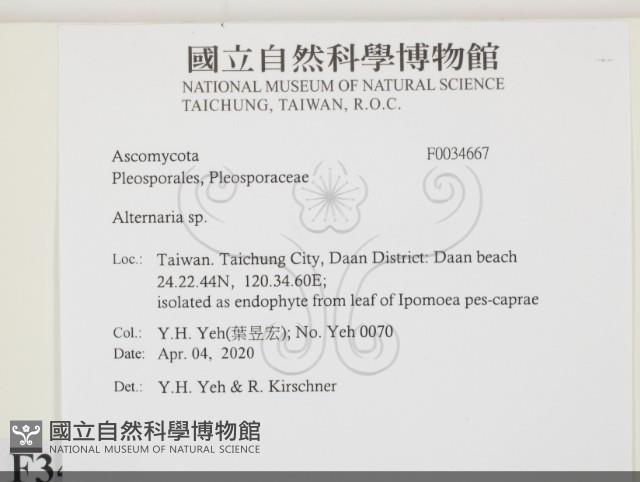 國立自然科學博物館
NATIONAL MUSEUM OF NATURAL SCIENCE
TAICHUNG, TAIWAN, R.O.C.
Ascomycota F0034667
Pleosporales, Pleosporaceae
Alternaria sp.
Loc.: Taiwan. Taichung City, Daan District: Daan beach
24.22.44N, 120.34.60E;
isolated as endophyte from leaf of Ipomoea pes-caprae
Col.: Y.H. Yeh(葉昱宏); No. Yeh 0070
Date: Apr. 04, 2020
Det.: Y.H. Yeh & R. Kirschner
國立自然科學博物館
NATIONAL MUSEUM OF NATURAL SCIENCE